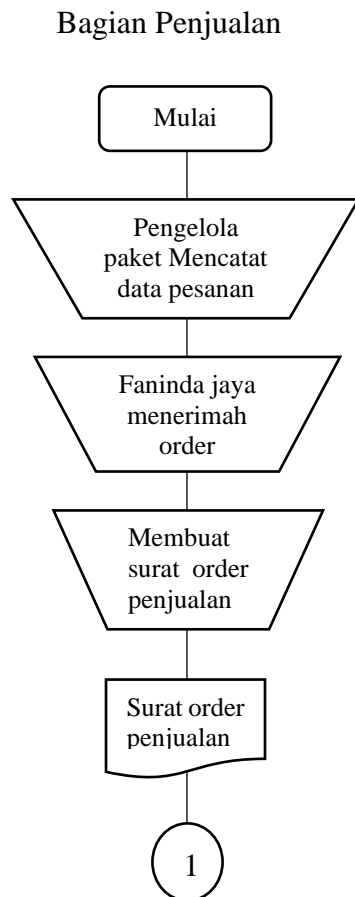 Bagian Penjualan
Mulai
Pengelola
paket Mencatat
data pesanan
Faninda jaya
menerimah
order
Membuat
surat order
penjualan
Surat order
penjualan
1